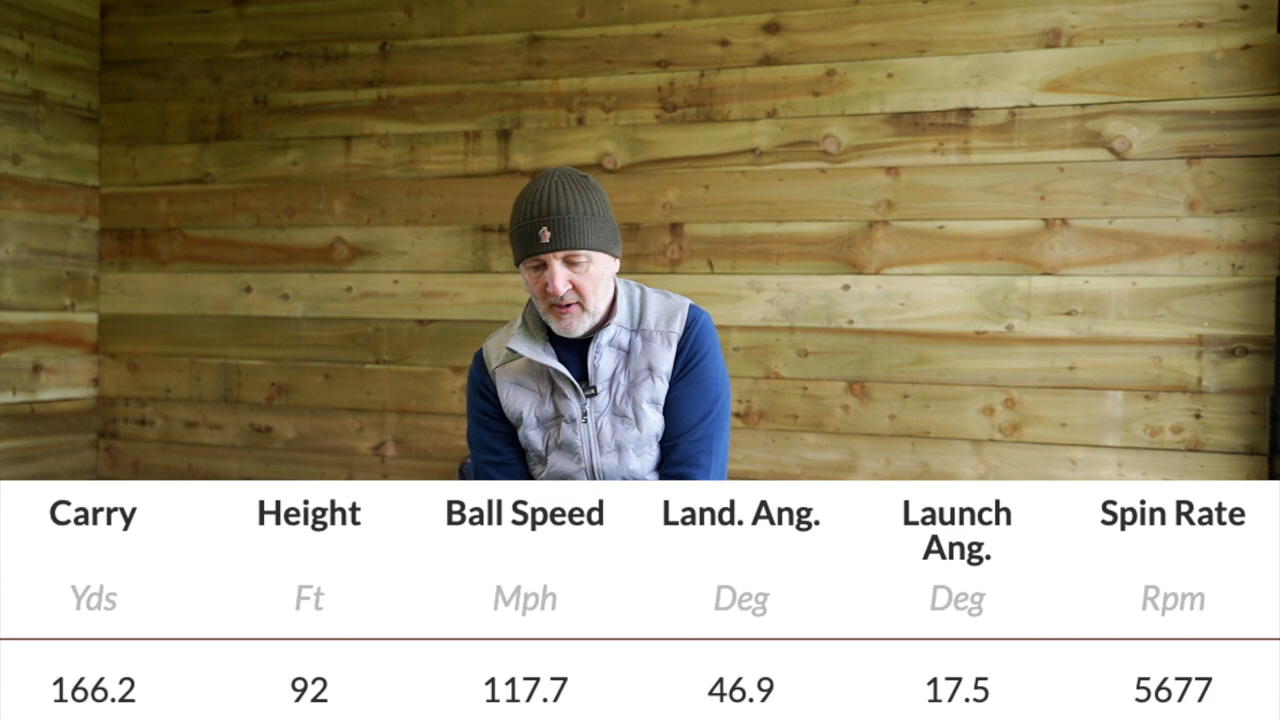 Carry Height Ball Speed Land. Ang. Launch Ang. Spin Rate
Yds Ft Mph Deg Deg Rpm
166.2 92 117.7 46.9 17.5 5677